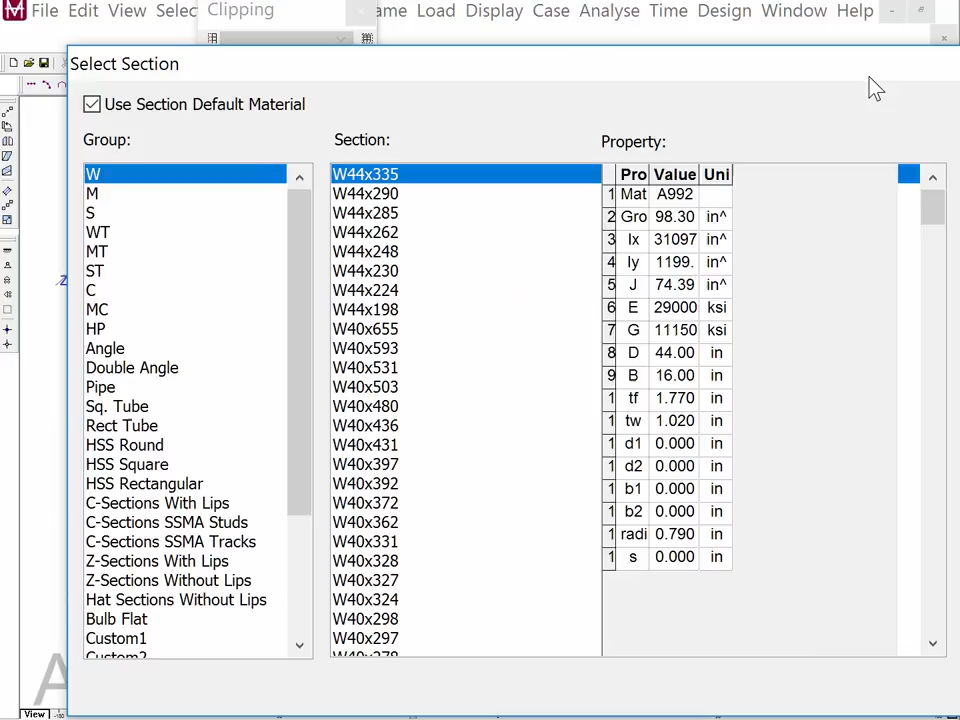 File Edit View Selec Clipping ame Load Display Case Analyse Time Design Window Help
Select Section
Use Section Default Material
Group:
Section:
Property:
W
M
S
WT
MT
ST
C
MC
HP
Angle
Double Angle
Pipe
Sq. Tube
Rect Tube
HSS Round
HSS Square
HSS Rectangular
C-Sections With Lips
C-Sections SSMA Studs
C-Sections SSMA Tracks
Z-Sections With Lips
Z-Sections Without Lips
Hat Sections Without Lips
Bulb Flat
Custom1
Custom2
W44x335
W44x290
W44x285
W44x262
W44x248
W44x230
W44x224
W44x198
W40x655
W40x593
W40x531
W40x503
W40x480
W40x436
W40x431
W40x397
W40x392
W40x372
W40x362
W40x331
W40x328
W40x327
W40x324
W40x298
W40x297
W40x278
Pro Value Uni
1 Mat A992
2 Gro 98.30 in^
3 Ix 31097 in^
4 Iy 1199. in^
5 J 74.39 in^
6 E 29000 ksi
7 G 11150 ksi
8 D 44.00 in
9 B 16.00 in
1 tf 1.770 in
1 tw 1.020 in
1 d1 0.000 in
1 d2 0.000 in
1 b1 0.000 in
1 b2 0.000 in
1 radi 0.790 in
1 s 0.000 in
Z
A
View